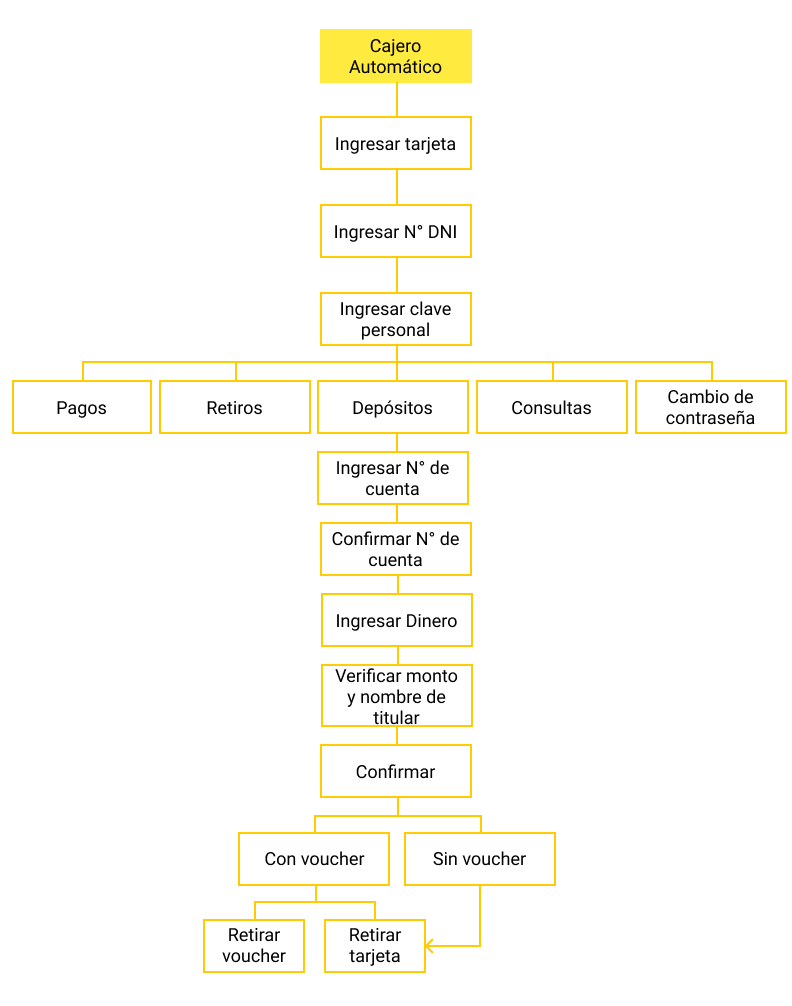 Cajero
Automático
Ingresar tarjeta
Ingresar N° DNI
Ingresar clave
personal
Pagos
Retiros
Depósitos
Consultas
Cambio de
contraseña
Ingresar N° de
cuenta
Confirmar N° de
cuenta
Ingresar Dinero
Verificar monto
y nombre de
titular
Confirmar
Con voucher
Sin voucher
Retirar
voucher
Retirar
tarjeta